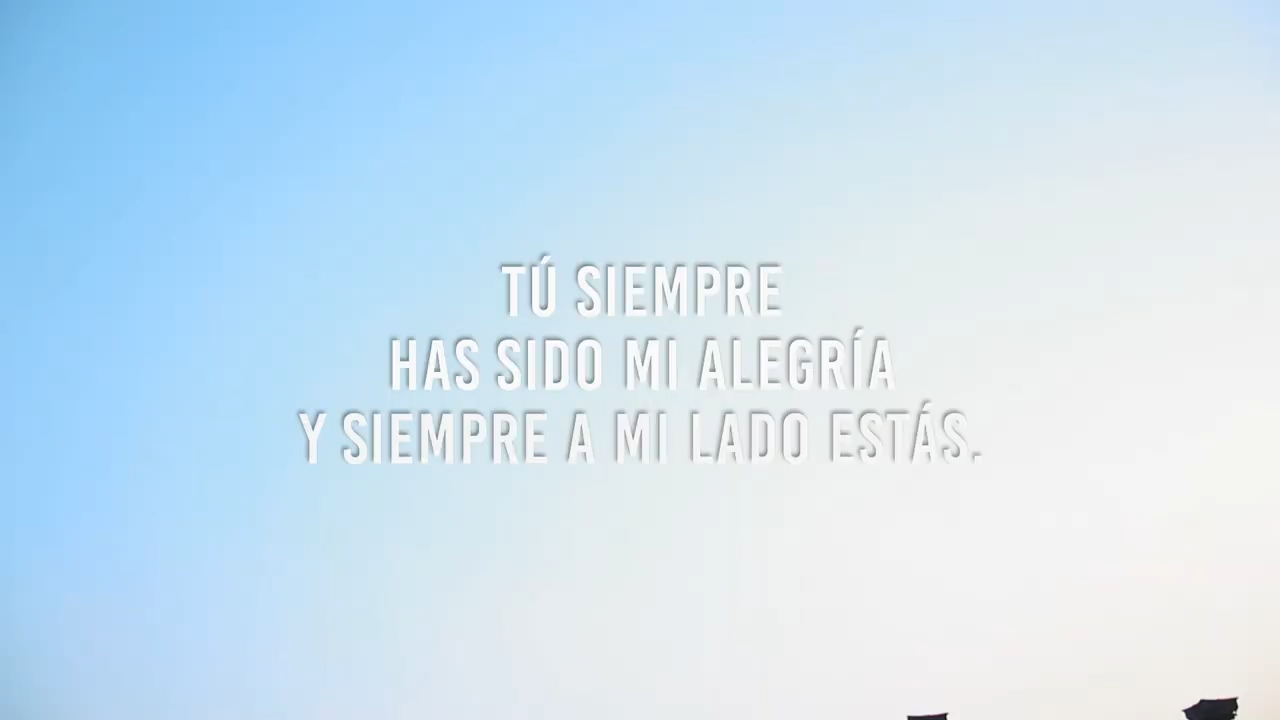 TÚ SIEMPRE
HAS SIDO MI ALEGRÍA
Y SIEMPRE A MI LADO ESTÁS.